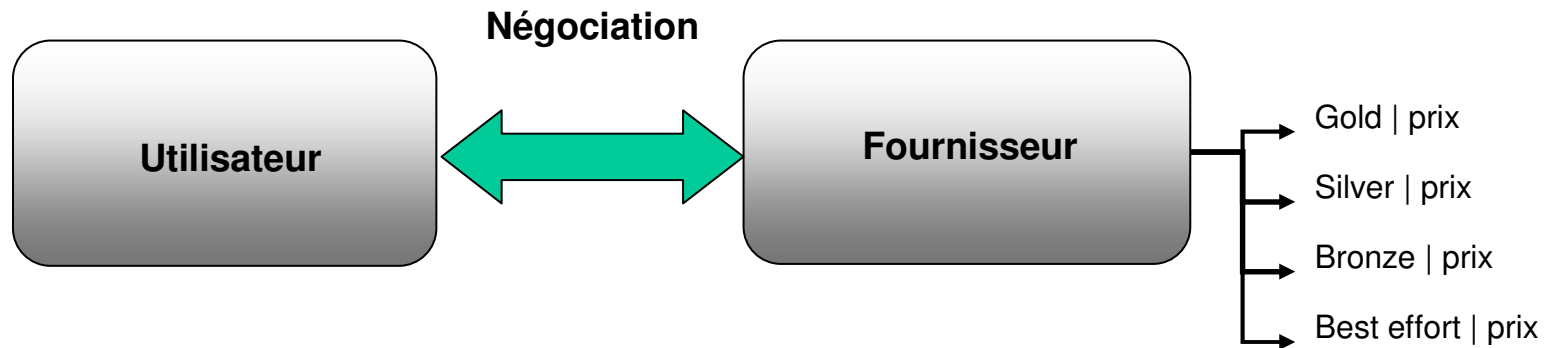 Négociation
Utilisateur
Fournisseur
Gold | prix
Silver | prix
Bronze | prix
Best effort | prix